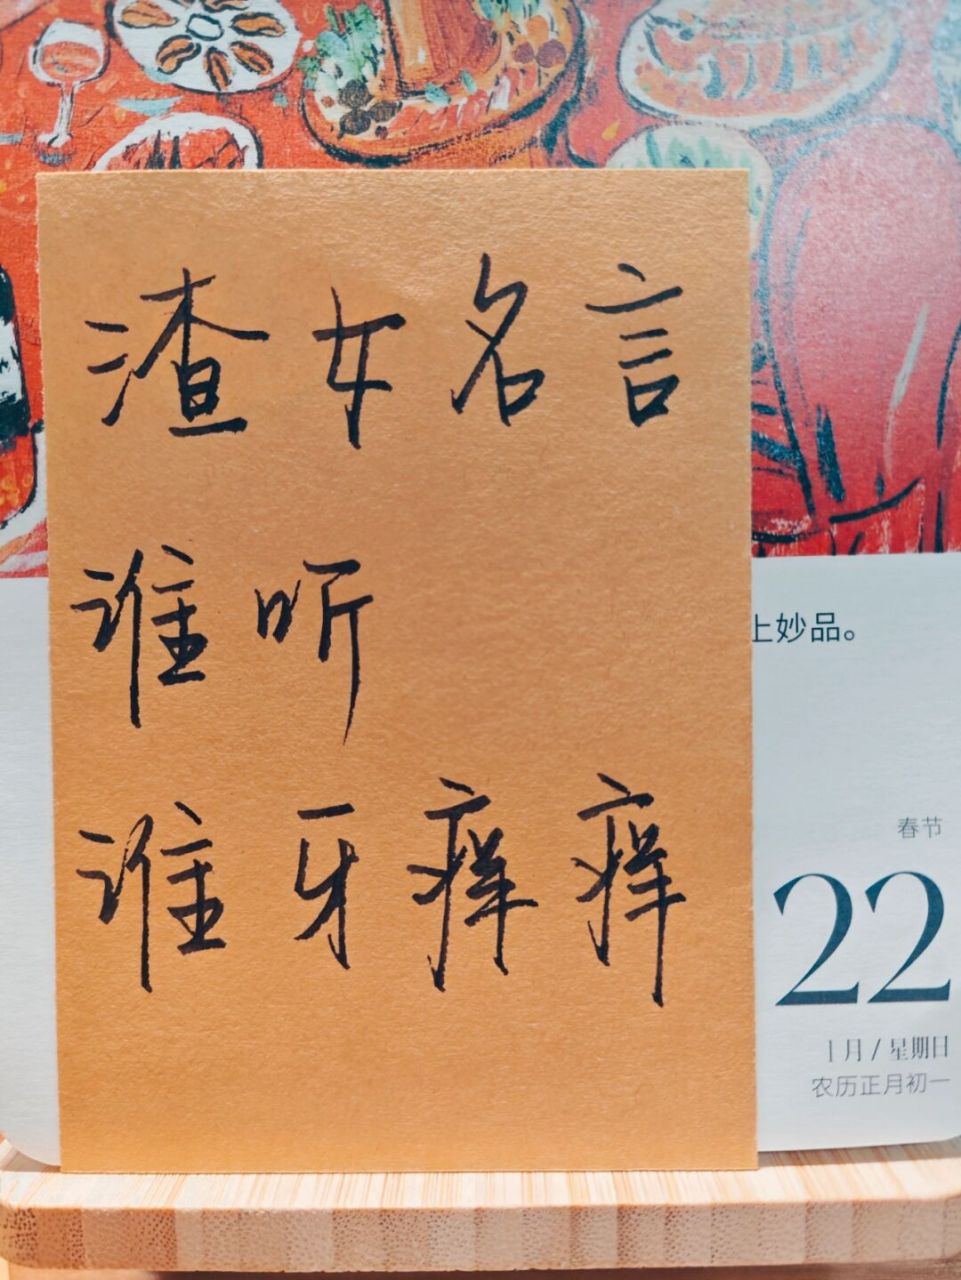 渣女名言
谁听
谁牙痒痒
上妙品。
春节
22
1月/星期日
农历正月初一